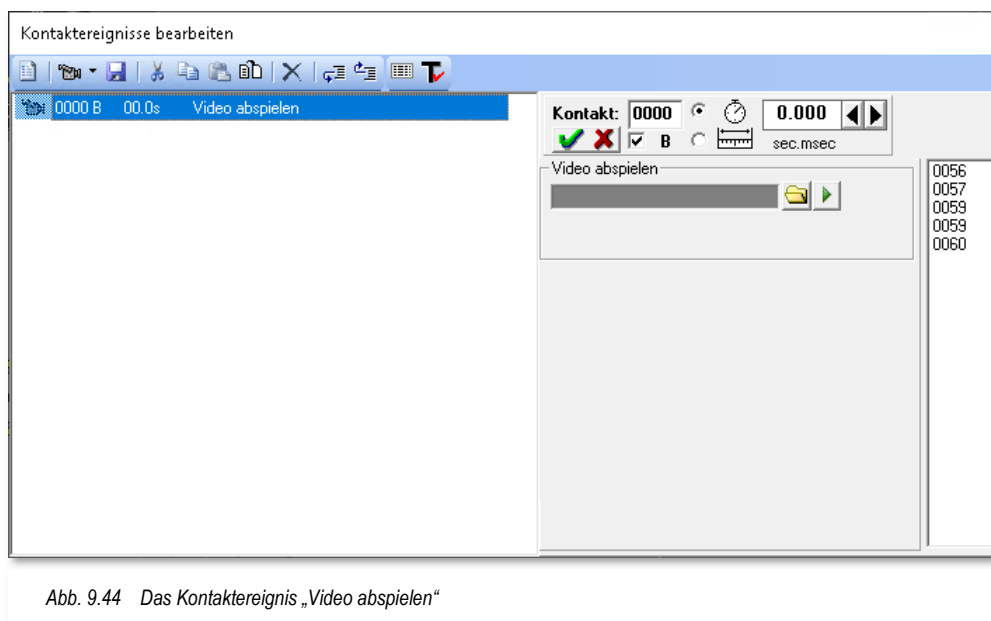 Kontaktereignisse bearbeiten
0000 B 00.0s Video abspielen
Kontakt: 0000 0.000
B sec.msec
Video abspielen
0056
0057
0059
0059
0060
Abb. 9.44 Das Kontaktereignis „Video abspielen“